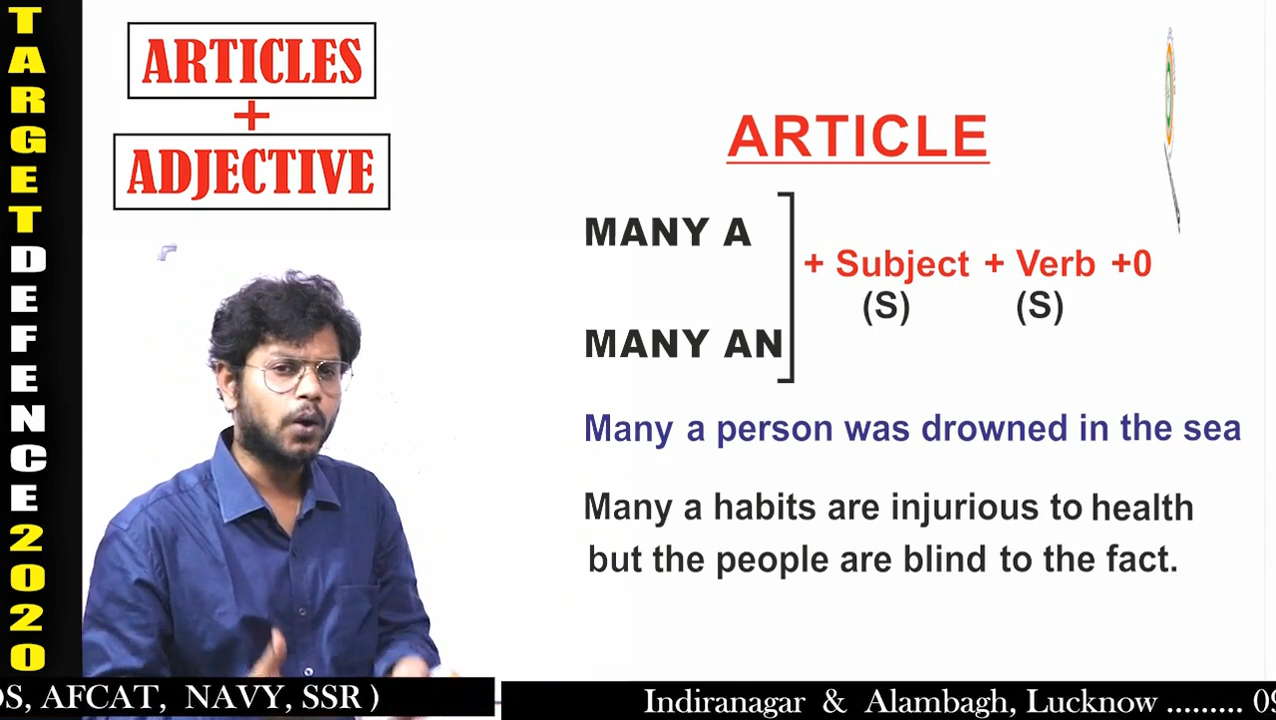 TARGET DEFENCE 2020
ARTICLES
+
ADJECTIVE
ARTICLE
MANY A
MANY AN
+ Subject + Verb +0
(S) (S)
Many a person was drowned in the sea
Many a habits are injurious to health
but the people are blind to the fact.
OS, AFCAT, NAVY, SSR )
Indiranagar & Alambagh, Lucknow ......... 09